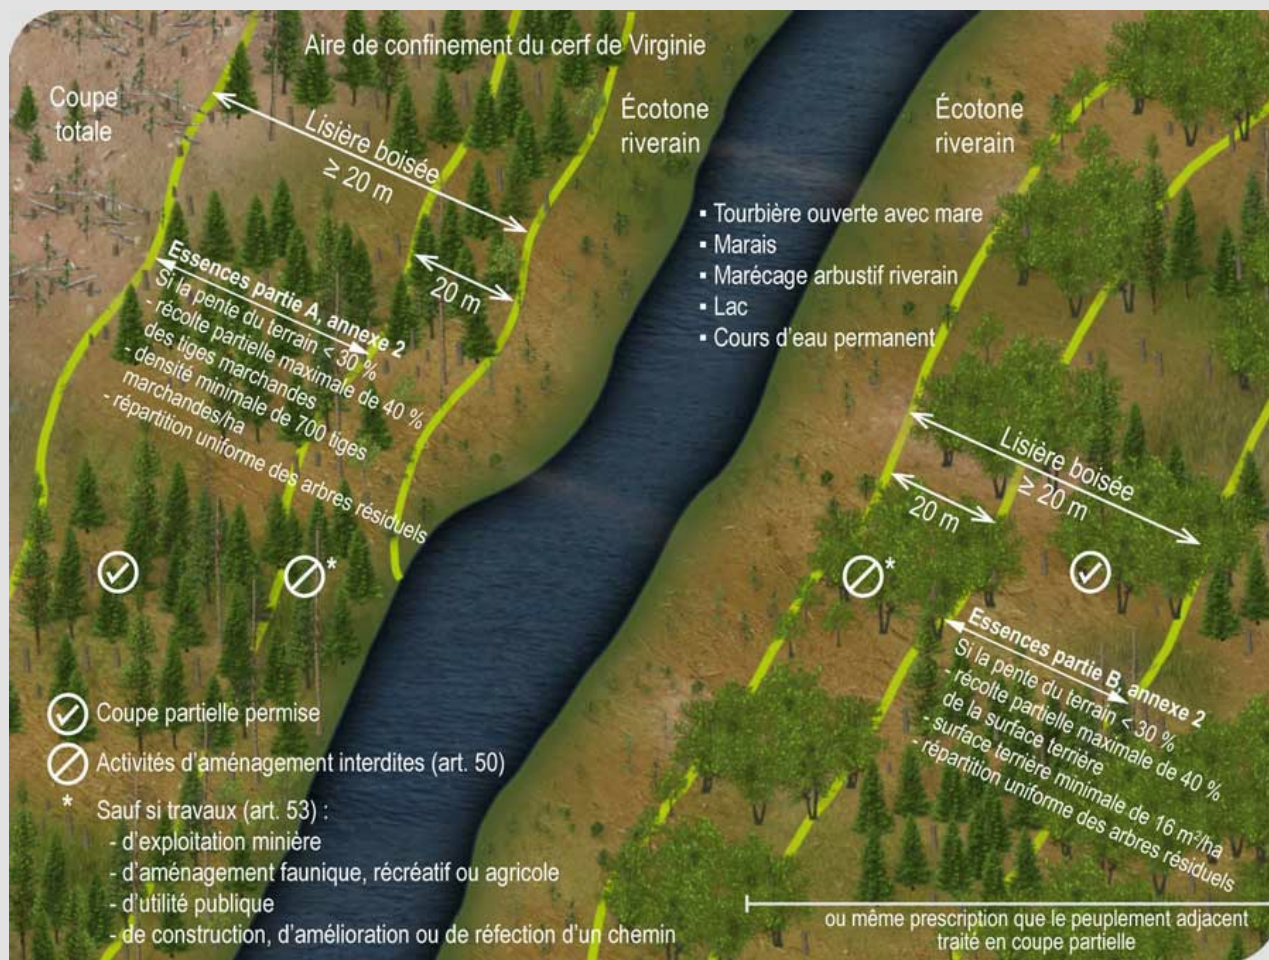 Aire de confinement du cerf de Virginie
Coupe
totale
Lisière boisée
≥ 20 m
Écotone
riverain
Écotone
riverain
▪ Tourbière ouverte avec mare
▪ Marais
▪ Marécage arbustif riverain
▪ Lac
▪ Cours d'eau permanent
20 m
Essences partie A, annexe 2
Si la pente du terrain < 30 %
- récolte partielle maximale de 40 %
des tiges marchandes
- densité minimale de 700 tiges
marchandes/ha
- répartition uniforme des arbres résiduels
Lisière boisée
≥ 20 m
20 m
*
*
Essences partie B, annexe 2
Si la pente du terrain < 30 %
- récolte partielle maximale de 40 %
de la surface terrière
- surface terrière minimale de 16 m²/ha
- répartition uniforme des arbres résiduels
Coupe partielle permise
Activités d'aménagement interdites (art. 50)
* Sauf si travaux (art. 53) :
- d'exploitation minière
- d'aménagement faunique, récréatif ou agricole
- d'utilité publique
- de construction, d'amélioration ou de réfection d'un chemin
ou même prescription que le peuplement adjacent
traité en coupe partielle